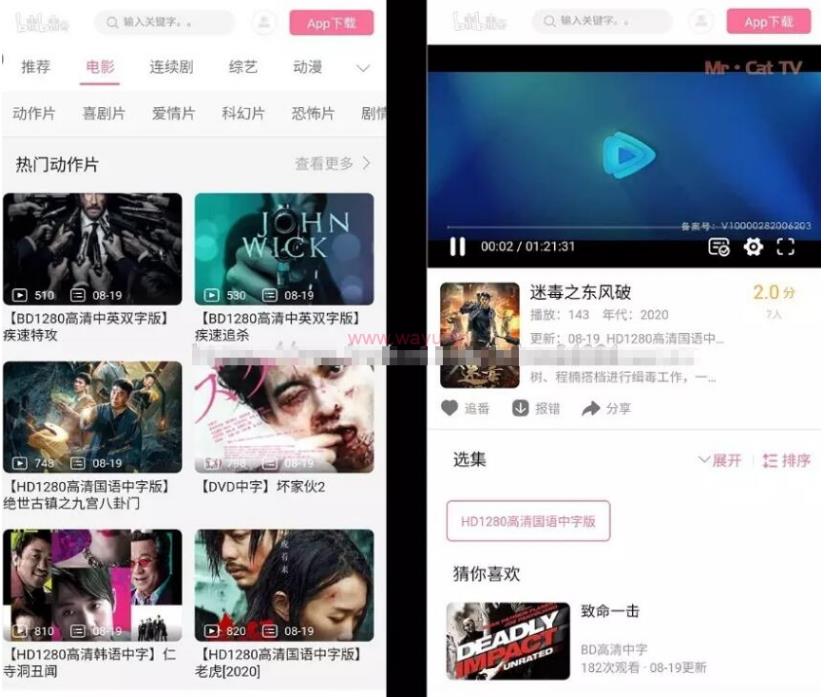 输入关键字。。
App下载
推荐 电影 连续剧 综艺 动漫
动作片 喜剧片 爱情片 科幻片 恐怖片 剧情
热门动作片
查看更多
510 08-19
【BD1280高清中英双字版】
疾速特攻
JOHN
WICK
530 08-19
【BD1280高清中英双字版】
疾速追杀
www.wayu
748 08-19
【HD1280高清国语中字版】
绝世古镇之九宫八卦门
798 08-19
【DVD中字】坏家伙2
810 08-19
【HD1280高清韩语中字】仁
寺洞丑闻
820 08-19
【HD1280高清国语中字版】
老虎[2020]
输入关键字。。
App下载
Mr·Cat TV
备案号：V10000282006203
00:02 / 01:21:31
迷毒之东风破
2.0分
播放：143 年代：2020
7人
更新：08-19_HD1280高清国语中...
树、程楠搭档进行缉毒工作，一...
追番 报错 分享
选集
展开 排序
HD1280高清国语中字版
猜你喜欢
DEADLY
IMPACT
UNRATED
致命一击
BD高清中字
182次观看 · 08-19更新